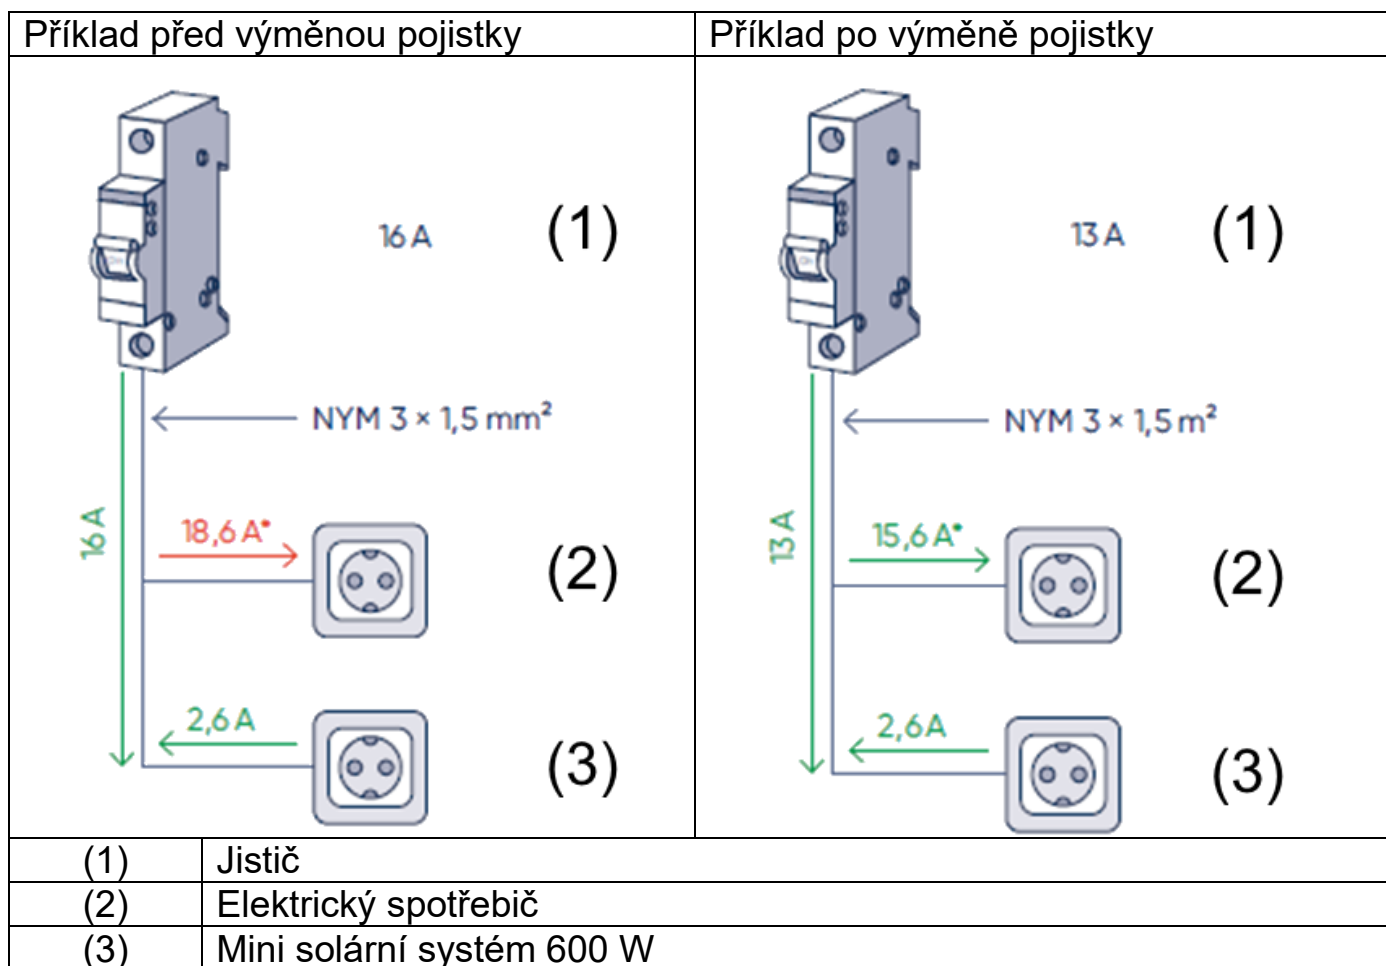 Příklad před výměnou pojistky
Příklad po výměně pojistky
16 A
(1)
NYM 3 × 1,5 mm²
16 A
18,6 A*
(2)
2,6 A
(3)
13 A
(1)
NYM 3 × 1,5 m²
13 A
15,6 A*
(2)
2,6 A
(3)
(1) Jistič
(2) Elektrický spotřebič
(3) Mini solární systém 600 W